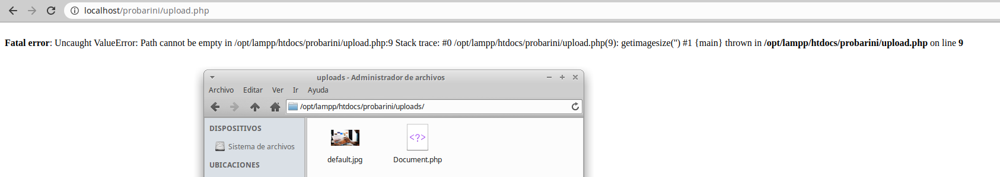 localhost/probarini/upload.php
Fatal error: Uncaught ValueError: Path cannot be empty in /opt/lampp/htdocs/probarini/upload.php:9 Stack trace: #0 /opt/lampp/htdocs/probarini/upload.php(9): getimagesize('') #1 {main} thrown in /opt/lampp/htdocs/probarini/upload.php on line 9
uploads - Administrador de archivos
Archivo Editar Ver Ir Ayuda
/opt/lampp/htdocs/probarini/uploads/
DISPOSITIVOS
Sistema de archivos
UBICACIONES
<?>
default.jpg Document.php